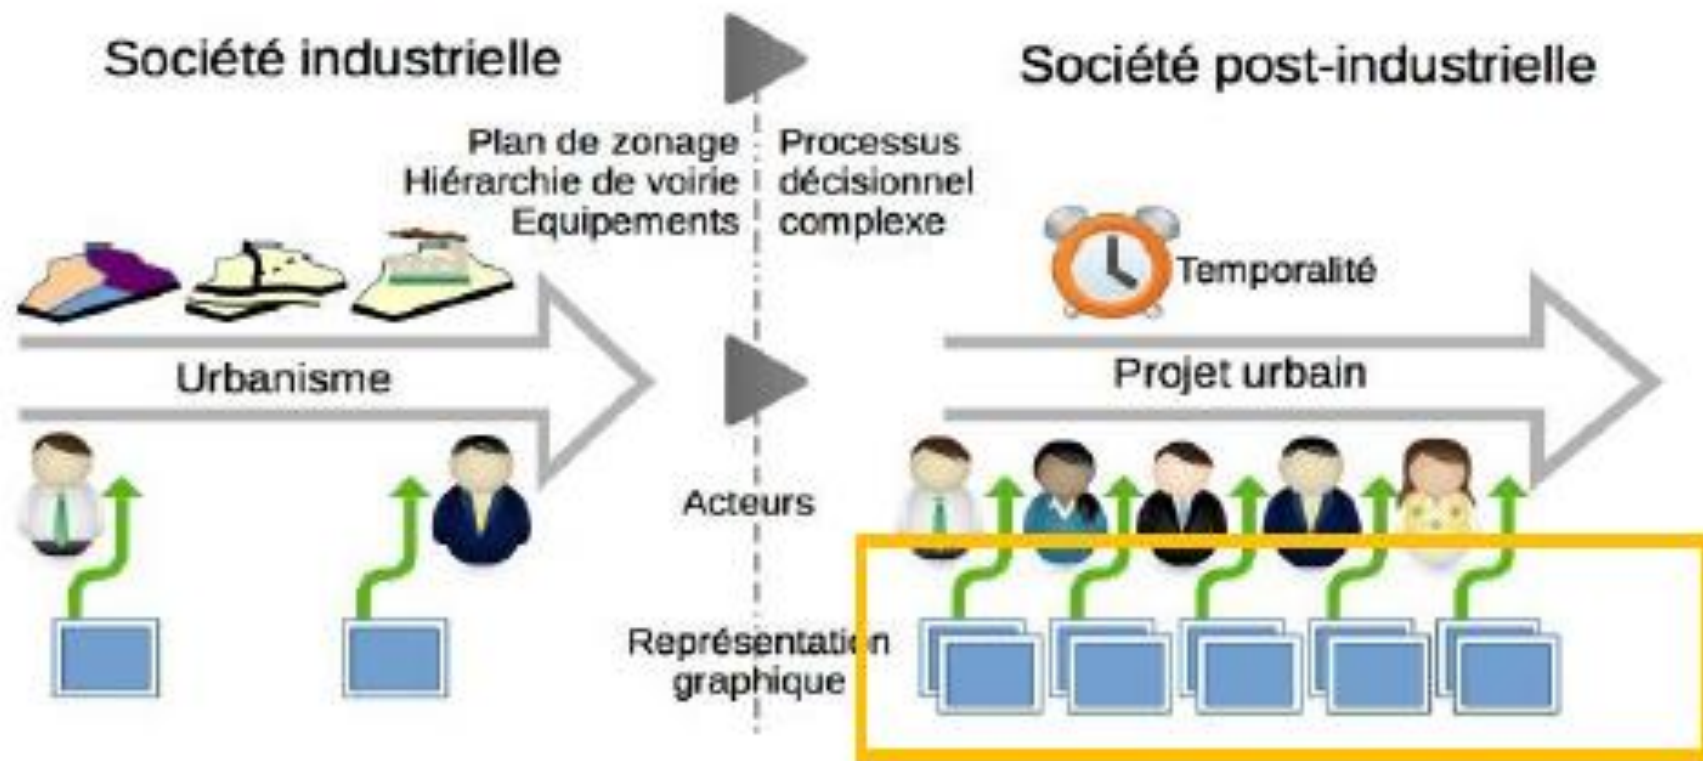 Société industrielle
Société post-industrielle
Plan de zonage
Hiérarchie de voirie
Equipements
Processus
décisionnel
complexe
Temporalité
Urbanisme
Projet urbain
Acteurs
Représentation
graphique